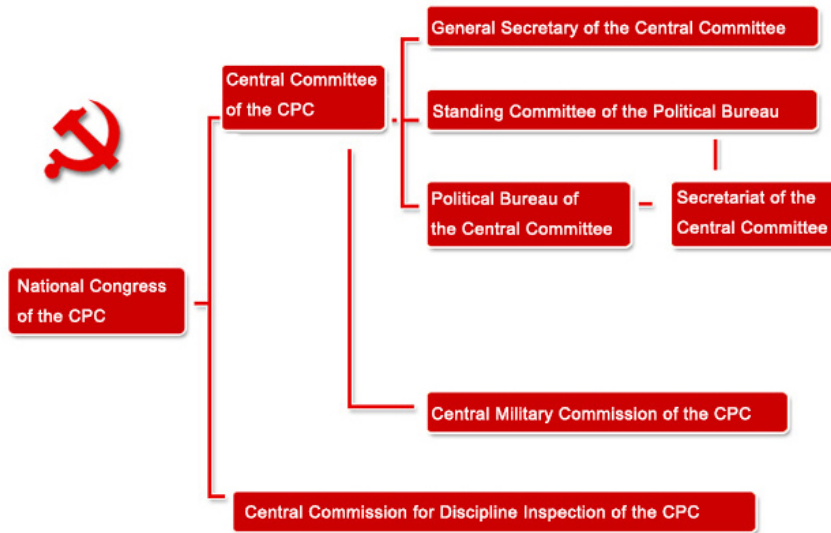 General Secretary of the Central Committee
Central Committee
of the CPC
Standing Committee of the Political Bureau
Political Bureau of
the Central Committee
Secretariat of the
Central Committee
National Congress
of the CPC
Central Military Commission of the CPC
Central Commission for Discipline Inspection of the CPC